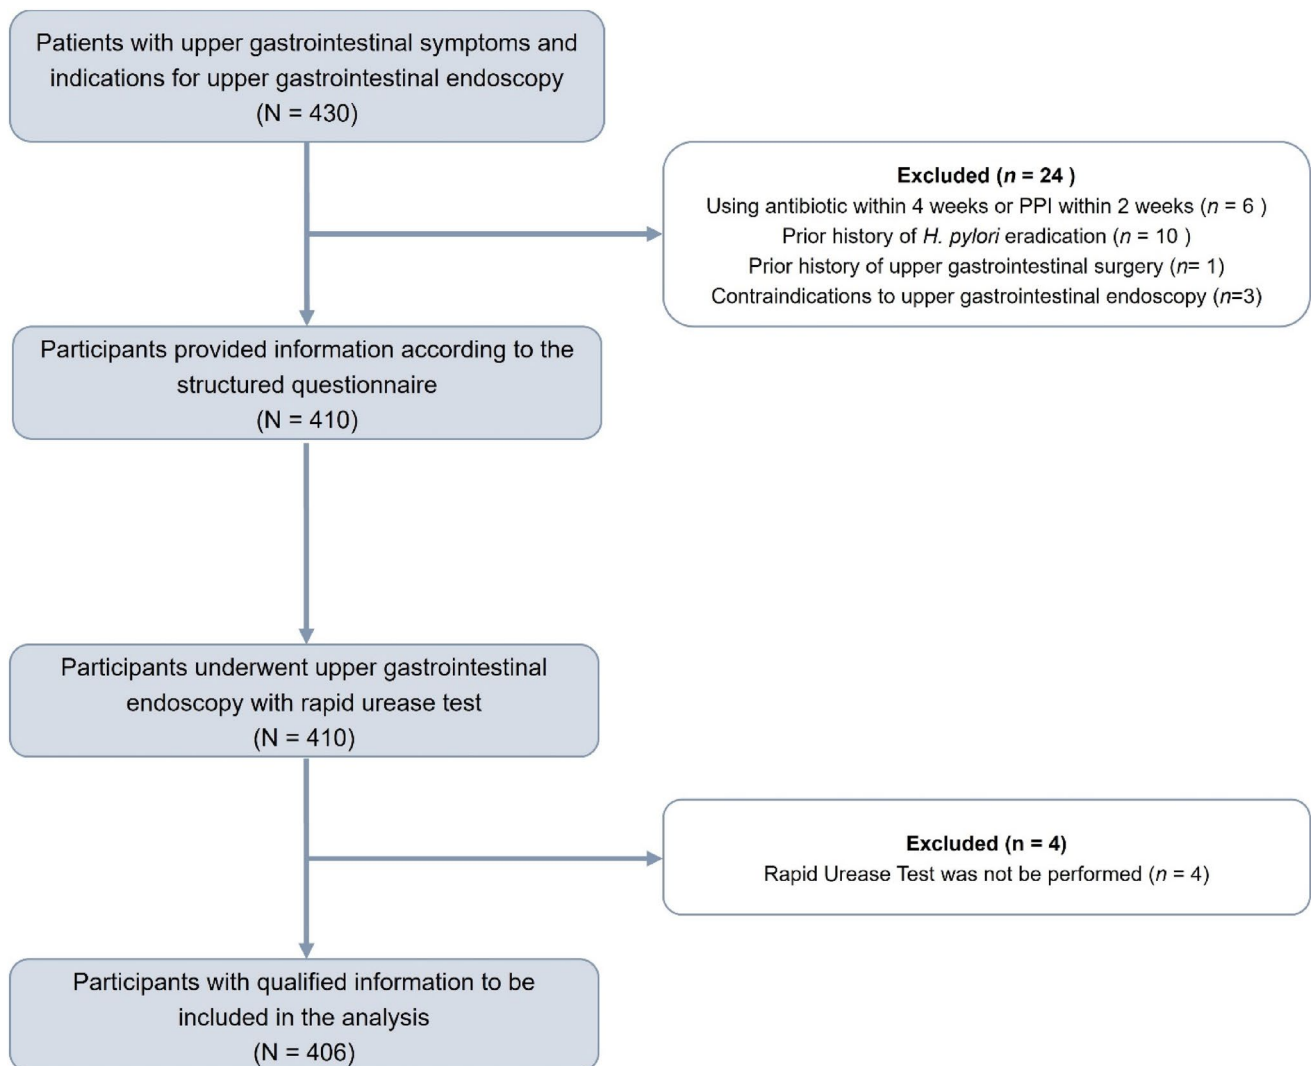 Patients with upper gastrointestinal symptoms and
indications for upper gastrointestinal endoscopy
(N = 430)
Excluded (n = 24 )
Using antibiotic within 4 weeks or PPI within 2 weeks (n = 6 )
Prior history of H. pylori eradication (n = 10 )
Prior history of upper gastrointestinal surgery (n= 1)
Contraindications to upper gastrointestinal endoscopy (n=3)
Participants provided information according to the
structured questionnaire
(N = 410)
Participants underwent upper gastrointestinal
endoscopy with rapid urease test
(N = 410)
Excluded (n = 4)
Rapid Urease Test was not be performed (n = 4)
Participants with qualified information to be
included in the analysis
(N = 406)